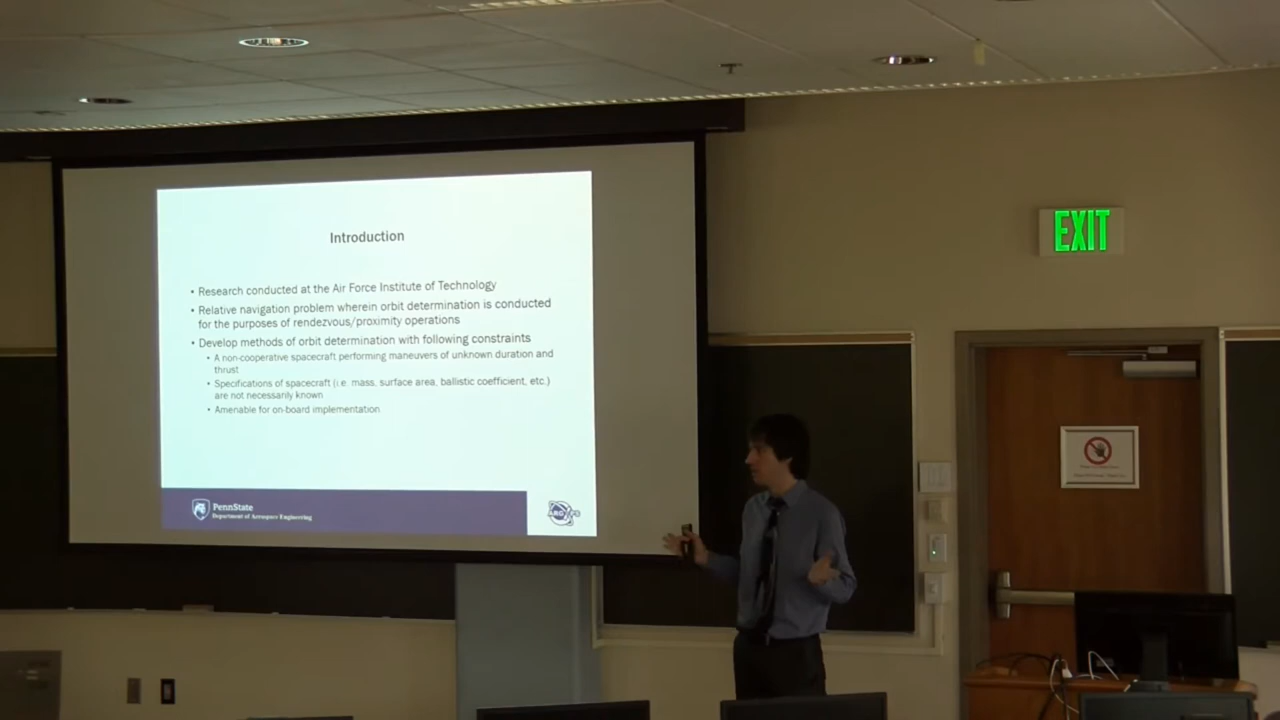 Introduction
• Research conducted at the Air Force Institute of Technology
• Relative navigation problem wherein orbit determination is conducted
for the purposes of rendezvous/proximity operations
• Develop methods of orbit determination with following constraints
• A non-cooperative spacecraft performing maneuvers of unknown duration and
thrust
• Specifications of spacecraft (i.e. mass, surface area, ballistic coefficient, etc.)
are not necessarily known
• Amenable for on-board implementation
PennState
Department of Aerospace Engineering
EXIT